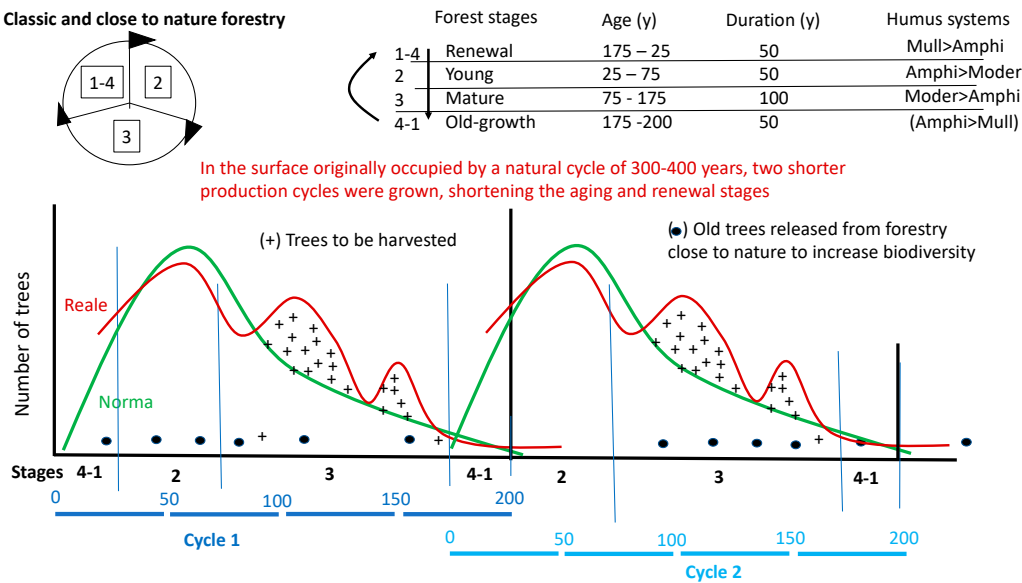 Classic and close to nature forestry
1-4
2
3
Forest stages Age (y) Duration (y) Humus systems
1-4 Renewal 175 – 25 50 Mull>Amphi
2 Young 25 – 75 50 Amphi>Moder
3 Mature 75 - 175 100 Moder>Amphi
4-1 Old-growth 175 -200 50 (Amphi>Mull)
In the surface originally occupied by a natural cycle of 300-400 years, two shorter
production cycles were grown, shortening the aging and renewal stages
(+) Trees to be harvested
( ) Old trees released from forestry
close to nature to increase biodiversity
Number of trees
Reale
Norma
Stages 4-1 2 3 4-1 2 3 4-1
0 50 100 150 200
Cycle 1
0 50 100 150 200
Cycle 2